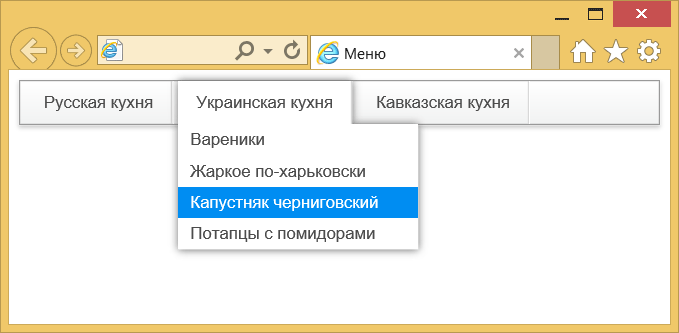 Меню
Русская кухня Украинская кухня Кавказская кухня
Вареники
Жаркое по-харьковски
Капустняк черниговский
Потапцы с помидорами